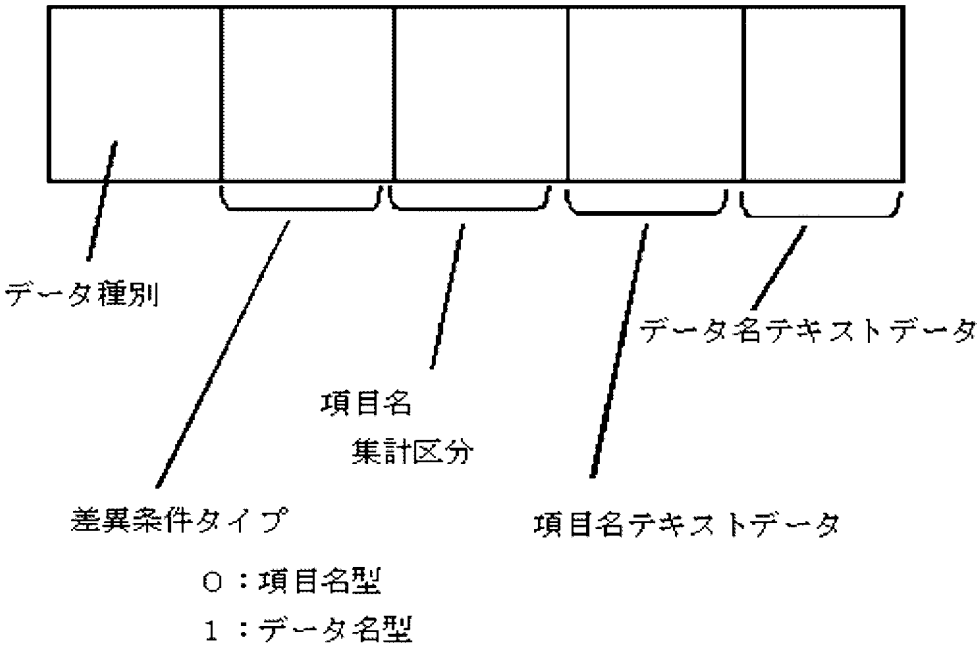 データ種別
データ名テキストデータ
項目名
集計区分
差異条件タイプ
項目名テキストデータ
0：項目名型
1：データ名型